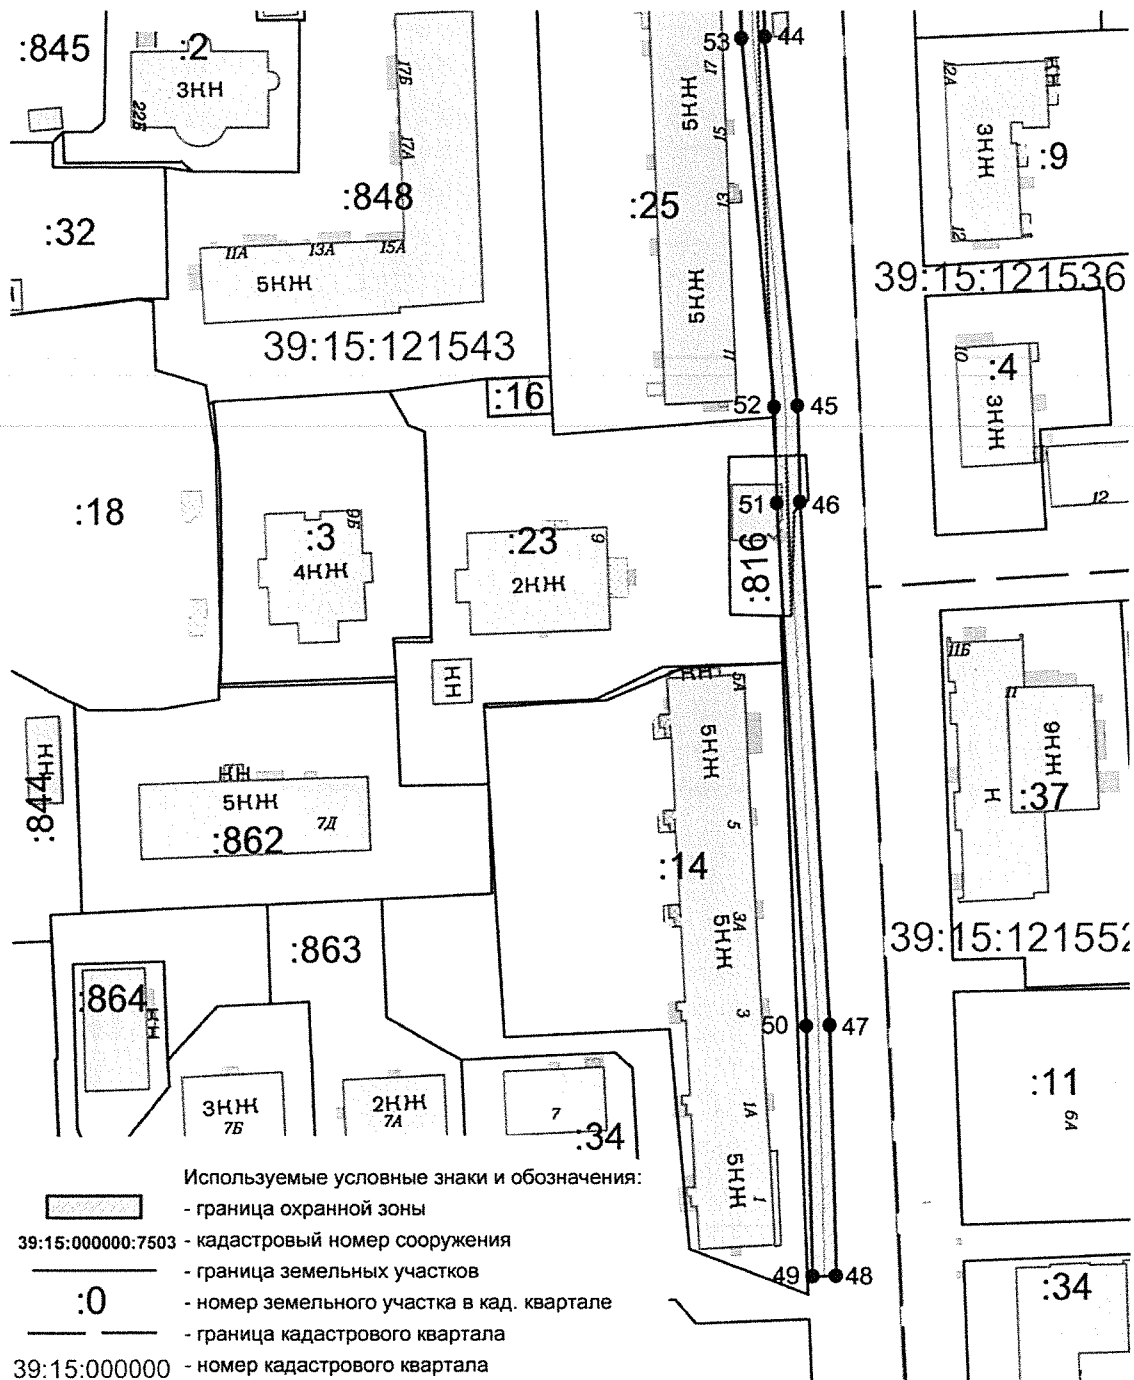 :845
:2
3КН
22Б
17Б
17А
:848
:32
11А
13А
15А
5КЖ
39:15:121543
53
44
17
5КЖ
15
13
:25
5КЖ
11
12А
КН
3КЖ
:9
12
39:15:121536
10
:4
3КЖ
12
:16
52
45
51
46
:816
:18
9Б
:3
4КЖ
9
:23
2КЖ
КН
КН
5А
5КЖ
5
:14
3А
5КЖ
3
50
47
1А
5КЖ
1
49
48
11Б
11
9КЖ
:37
Н
39:15:121552
:11
6А
:34
КН
:844
КН
5КЖ
7Д
:862
:863
:864
КН
3КЖ
7Б
2КЖ
7А
7
:34
Используемые условные знаки и обозначения:
- граница охранной зоны
39:15:000000:7503 - кадастровый номер сооружения
- граница земельных участков
:0 - номер земельного участка в кад. квартале
- граница кадастрового квартала
39:15:000000 - номер кадастрового квартала